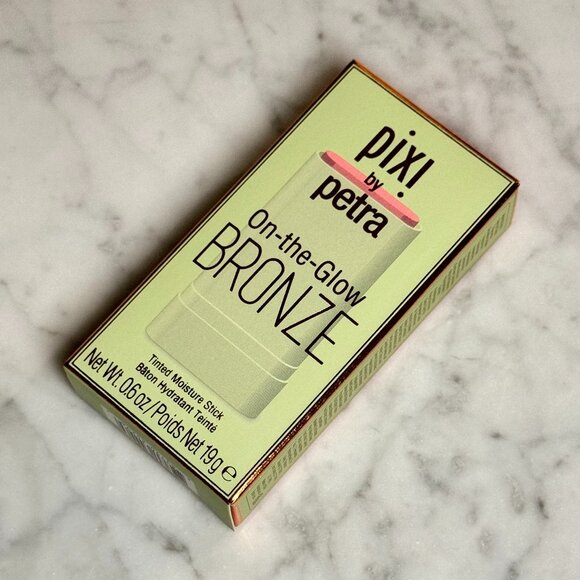 pixi
by
petra
On-the-Glow
BRONZE
Tinted Moisture Stick
Bâton Hydratant Teinté
Net Wt. 0.6 oz / Poids Net 19 g ℮